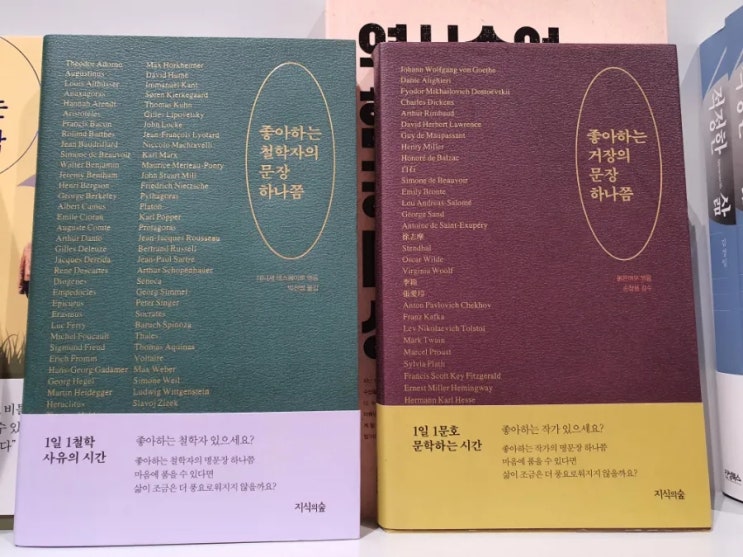 Theodor Adorno
Augustinus
Louis Althusser
Anaxagoras
Hannah Arendt
Aristoteles
Francis Bacon
Roland Barthes
Jean Baudrillard
Simone de Beauvoir
Walter Benjamin
Jeremy Bentham
Henri Bergson
George Berkeley
Albert Camus
Emile Cioran
Auguste Comte
Arthur Danto
Gilles Deleuze
Jacques Derrida
Rene Descartes
Diogenes
Empedocles
Epicurus
Erasmus
Luc Ferry
Michel Foucault
Sigmund Freud
Erich Fromm
Hans-Georg Gadamer
Georg Hegel
Martin Heidegger
Heraclitus
Max Horkheimer
David Hume
Immanuel Kant
Søren Kierkegaard
Thomas Kuhn
Gilles Lipovetsky
John Locke
Jean-François Lyotard
Niccolo Machiavelli
Karl Marx
Maurice Merleau-Ponty
John Stuart Mill
Friedrich Nietzsche
Pythagoras
Platon
Karl Popper
Protagoras
Jean-Jacques Rousseau
Bertrand Russell
Jean-Paul Sartre
Arthur Schopenhauer
Seneca
Georg Simmel
Peter Singer
Socrates
Baruch Spinoza
Thales
Thomas Aquinas
Voltaire
Max Weber
Simone Weil
Ludwig Wittgenstein
Slavoj Zizek
좋아하는
철학자의
문장
하나쯤
1일 1철학
사유의 시간
좋아하는 철학자 있으세요?
좋아하는 철학자의 명문장 하나쯤
마음에 품을 수 있다면
삶이 조금은 더 풍요로워지지 않을까요?
지식의숲
Johann Wolfgang von Goethe
Dante Alighieri
Fyodor Mikhailovich Dostoevskii
Charles Dickens
Arthur Rimbaud
David Herbert Lawrence
Guy de Maupassant
Henry Miller
Honoré de Balzac
白石
Simone de Beauvoir
Emily Bronte
Lou Andreas-Salomé
George Sand
Antoine de Saint-Exupéry
徐志摩
Stendhal
Oscar Wilde
Virginia Woolf
李箱
張愛玲
Anton Pavlovich Chekhov
Franz Kafka
Lev Nikolaevich Tolstoi
Mark Twain
Marcel Proust
Sylvia Plath
Francis Scott Key Fitzgerald
Ernest Miller Hemingway
Hermann Karl Hesse
좋아하는
거장의
문장
하나쯤
1일 1문호
문학하는 시간
좋아하는 작가 있으세요?
좋아하는 작가의 명문장 하나쯤
마음에 품을 수 있다면
삶이 조금은 더 풍요로워지지 않을까요?
지식의숲
적정한 삶